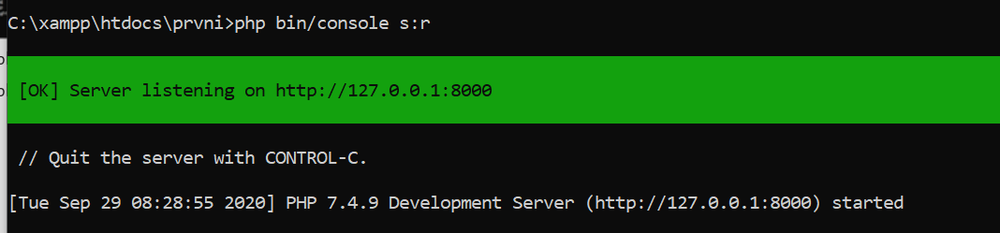 C:\xampp\htdocs\prvni>php bin/console s:r
[OK] Server listening on http://127.0.0.1:8000
// Quit the server with CONTROL-C.
[Tue Sep 29 08:28:55 2020] PHP 7.4.9 Development Server (http://127.0.0.1:8000) started